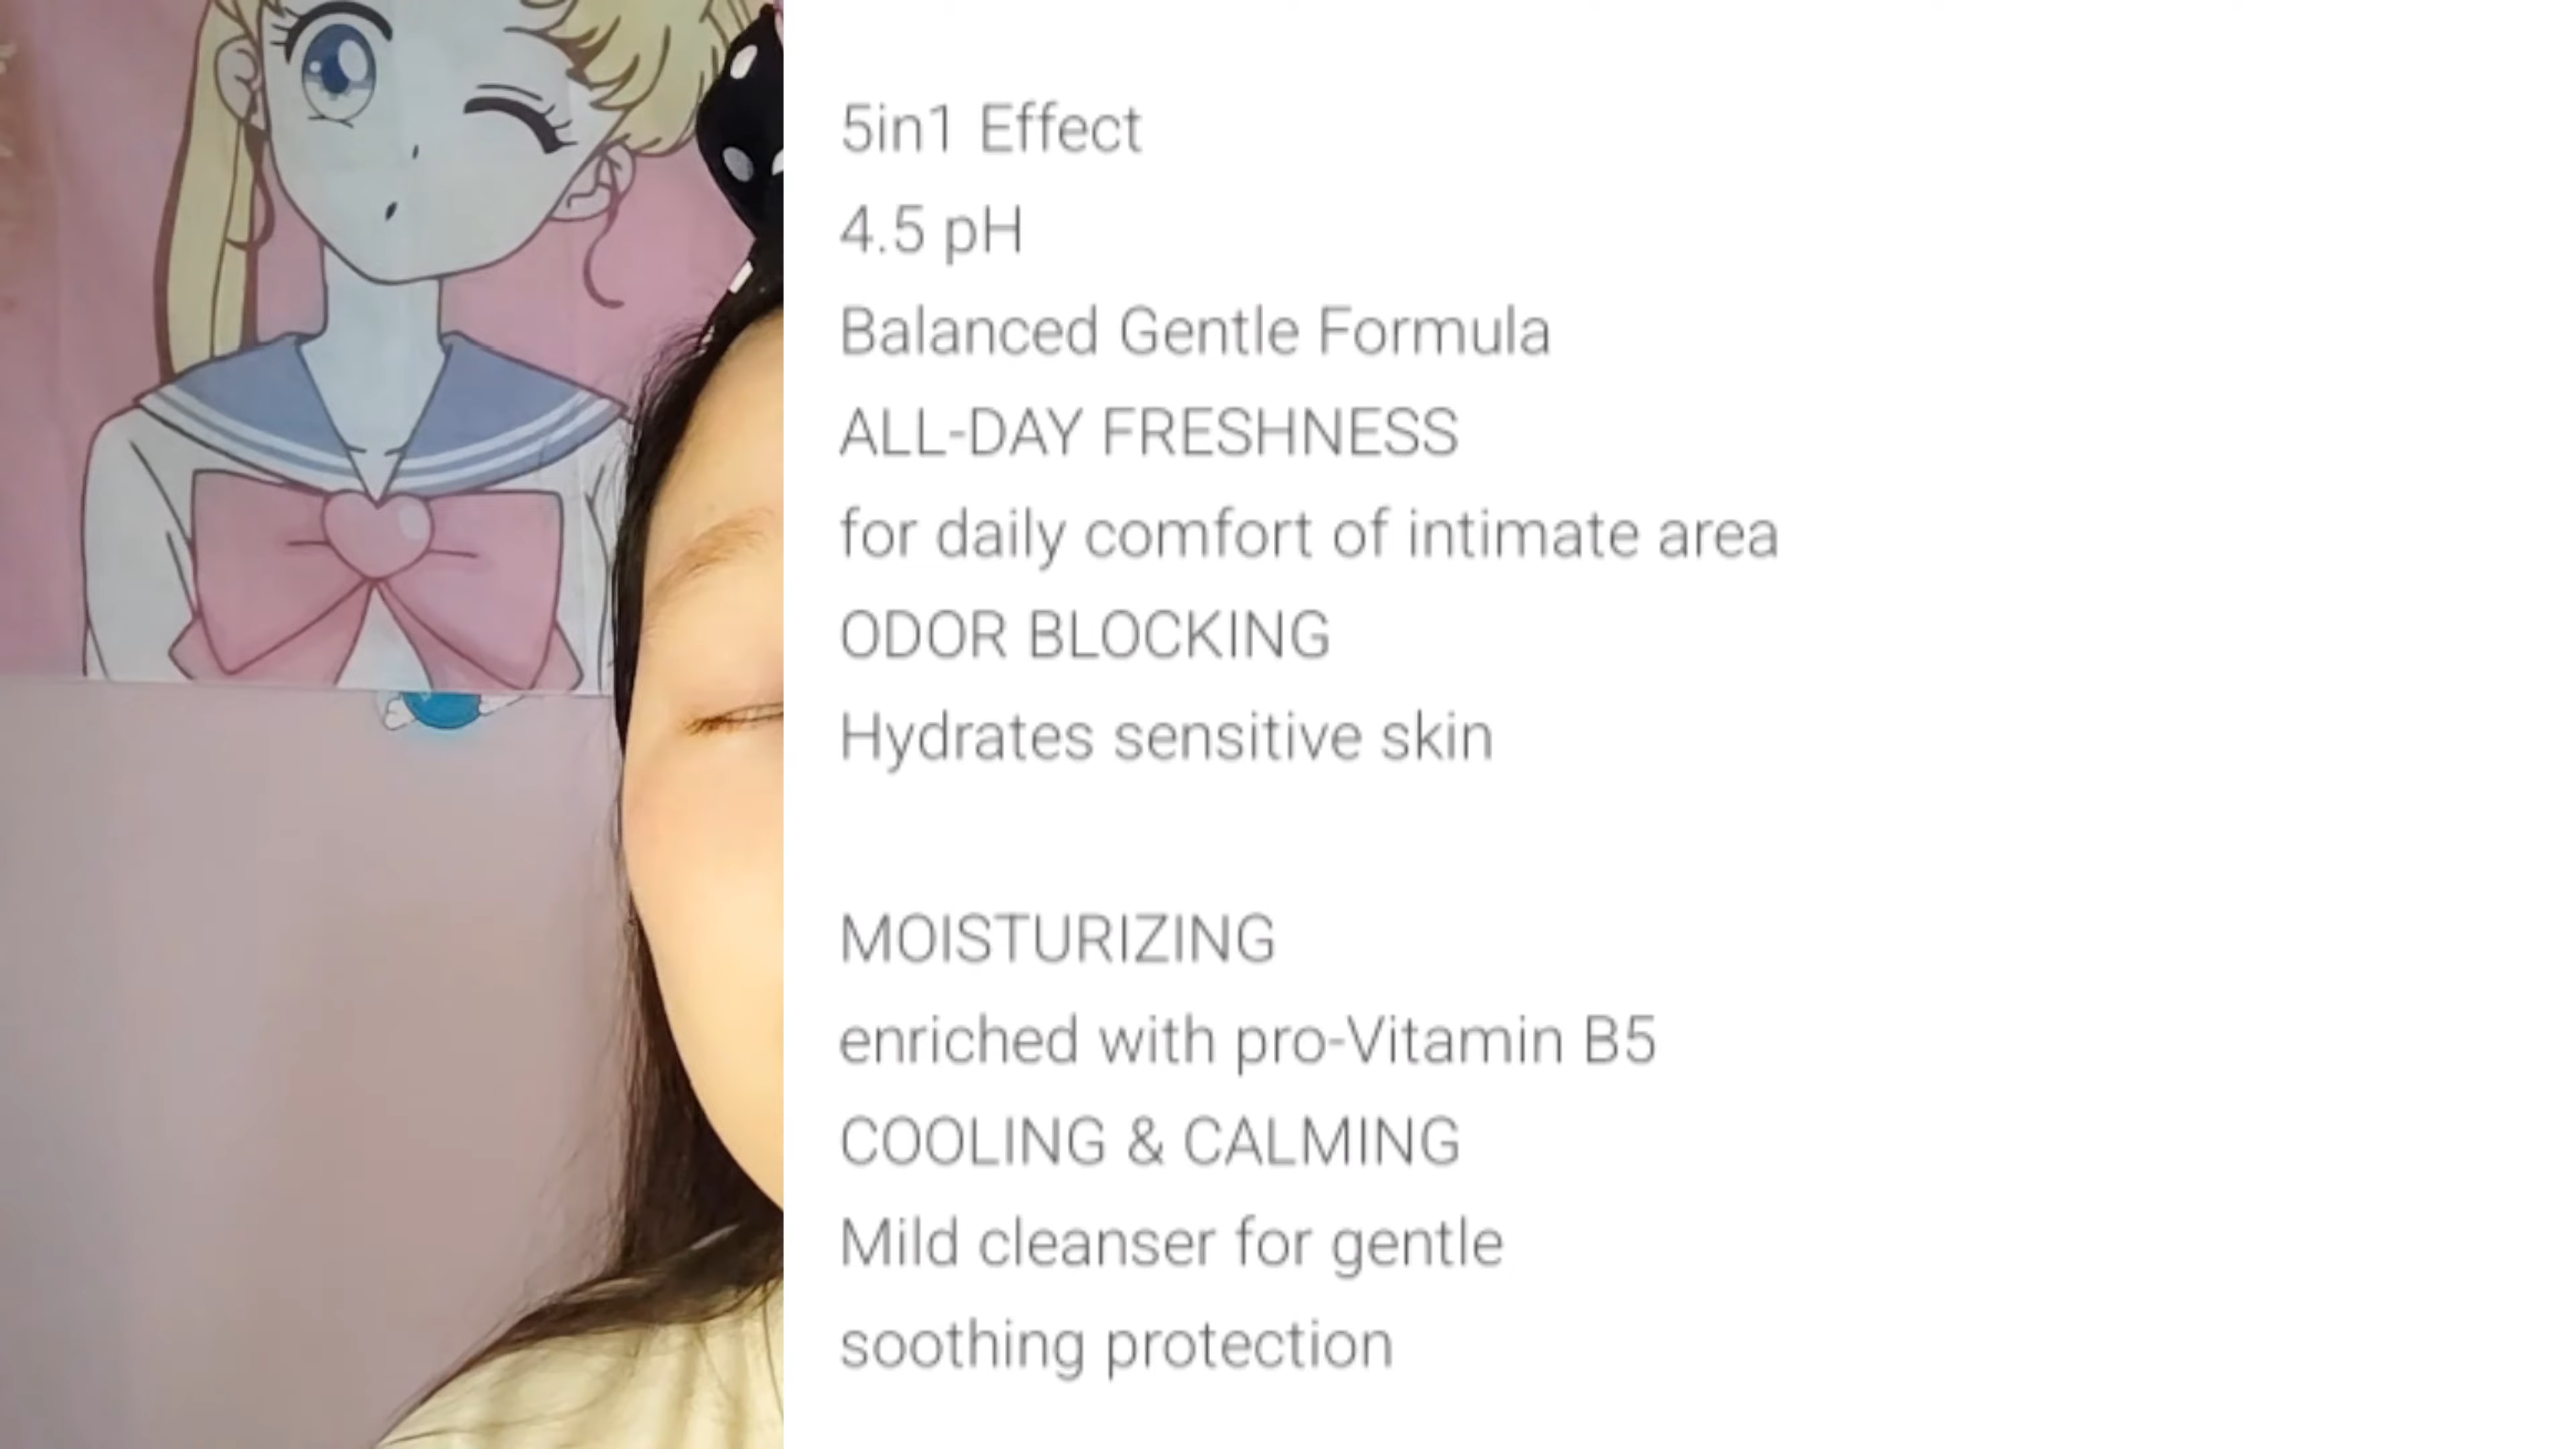 5in1 Effect
4.5 pH
Balanced Gentle Formula
ALL-DAY FRESHNESS
for daily comfort of intimate area
ODOR BLOCKING
Hydrates sensitive skin
MOISTURIZING
enriched with pro-Vitamin B5
COOLING & CALMING
Mild cleanser for gentle
soothing protection